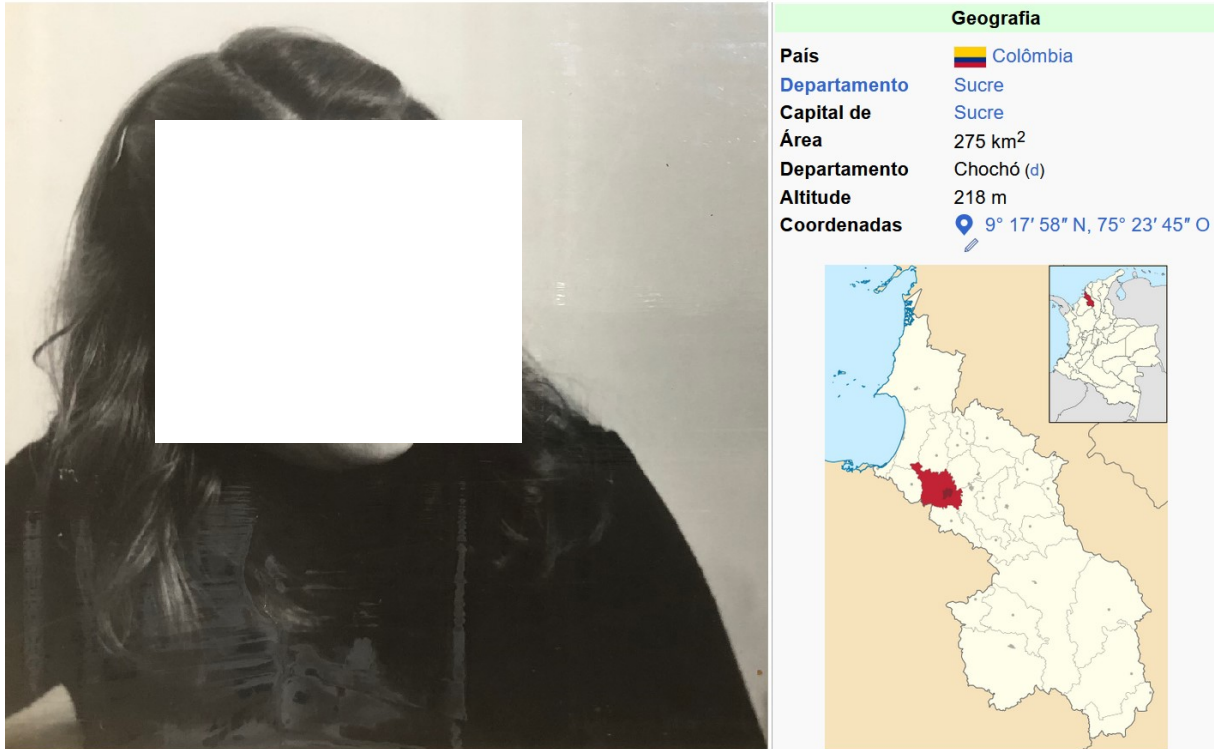 Geografia
País Colômbia
Departamento Sucre
Capital de Sucre
Área 275 km²
Departamento Chochó (d)
Altitude 218 m
Coordenadas 9° 17′ 58″ N, 75° 23′ 45″ O